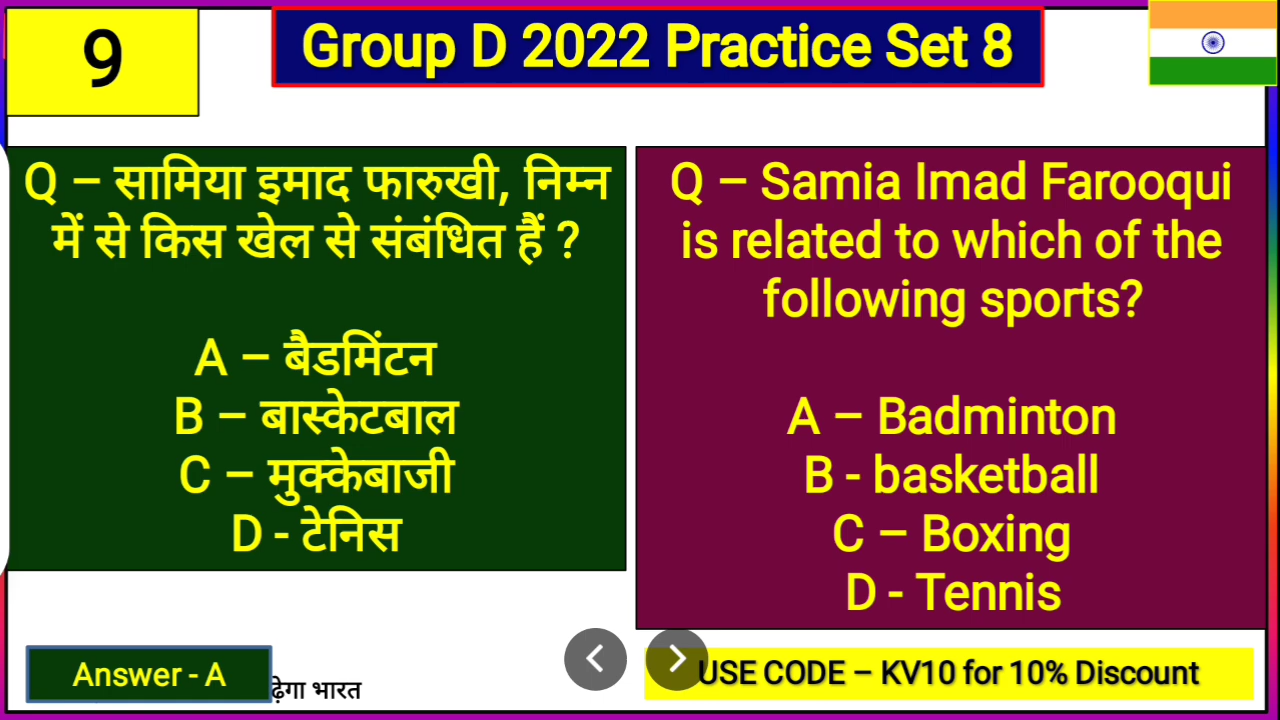 9
Group D 2022 Practice Set 8
Q – सामिया इमाद फारुखी, निम्न
में से किस खेल से संबंधित हैं ?
A – बैडमिंटन
B – बास्केटबाल
C – मुक्केबाजी
D - टेनिस
Q – Samia Imad Farooqui
is related to which of the
following sports?
A – Badminton
B - basketball
C – Boxing
D - Tennis
Answer - A
भारत
USE CODE – KV10 for 10% Discount